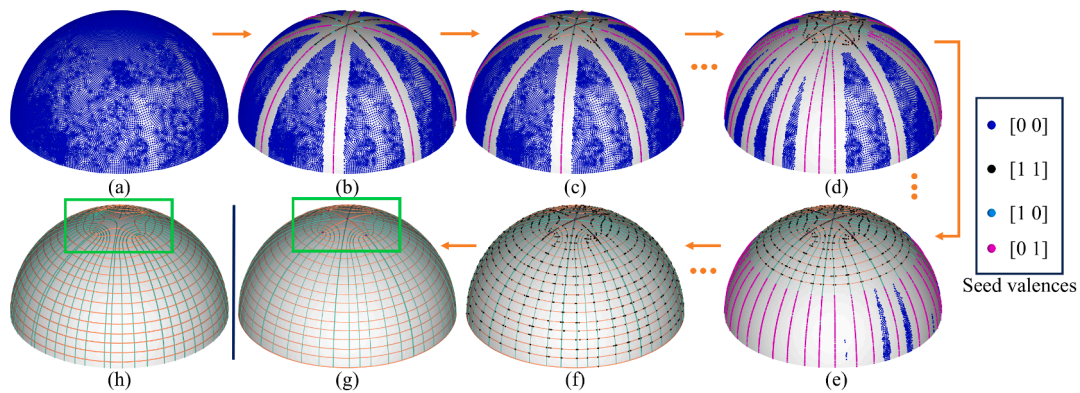 (a)
(b)
(c)
(d)
[0 0]
[1 1]
[1 0]
[0 1]
Seed valences
(h)
(g)
(f)
(e)